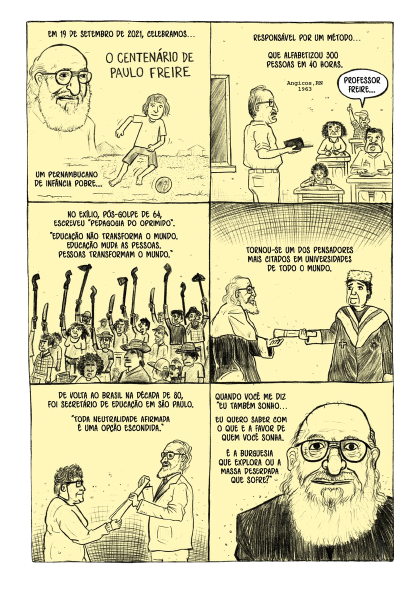 EM 19 DE SETEMBRO DE 2021, CELEBRAMOS...
O CENTENÁRIO DE
PAULO FREIRE
UM PERNAMBUCANO
DE INFÂNCIA POBRE...
RESPONSÁVEL POR UM MÉTODO...
QUE ALFABETIZOU 300
PESSOAS EM 40 HORAS.
Angicos, RN
1963
PROFESSOR
FREIRE...
NO EXÍLIO, PÓS-GOLPE DE 64,
ESCREVEU "PEDAGOGIA DO OPRIMIDO".
"EDUCAÇÃO NÃO TRANSFORMA O MUNDO.
EDUCAÇÃO MUDA AS PESSOAS.
PESSOAS TRANSFORMAM O MUNDO."
TORNOU-SE UM DOS PENSADORES
MAIS CITADOS EM UNIVERSIDADES
DE TODO O MUNDO.
DE VOLTA AO BRASIL NA DÉCADA DE 80,
FOI SECRETÁRIO DE EDUCAÇÃO EM SÃO PAULO.
"TODA NEUTRALIDADE AFIRMADA
É UMA OPÇÃO ESCONDIDA."
QUANDO VOCÊ ME DIZ
"EU TAMBÉM SONHO...
EU QUERO SABER COM
O QUE E A FAVOR DE
QUEM VOCÊ SONHA.
É A BURGUESIA
QUE EXPLORA OU A
MASSA DESERDADA
QUE SOFRE?"